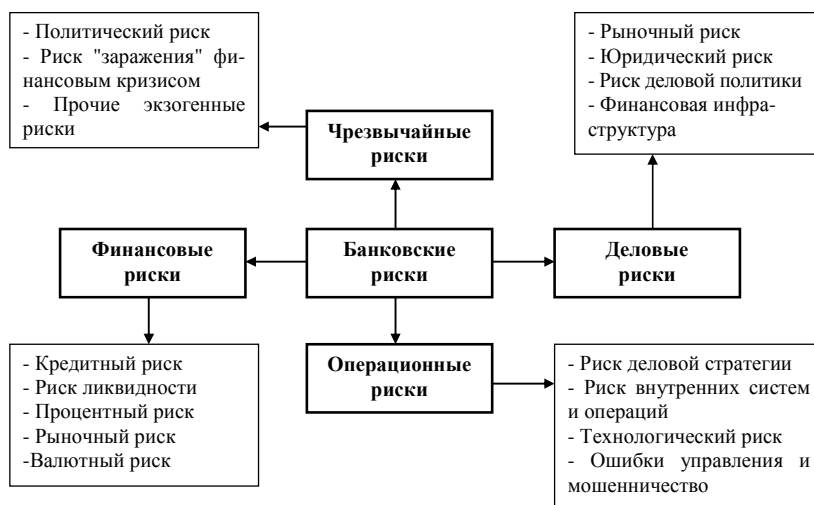 - Политический риск
- Риск "заражения" фи-
нансовым кризисом
- Прочие экзогенные
риски
- Рыночный риск
- Юридический риск
- Риск деловой политики
- Финансовая инфра-
структура
Чрезвычайные
риски
Финансовые
риски
Банковские
риски
Деловые
риски
- Кредитный риск
- Риск ликвидности
- Процентный риск
- Рыночный риск
-Валютный риск
Операционные
риски
- Риск деловой стратегии
- Риск внутренних систем
и операций
- Технологический риск
- Ошибки управления и
мошенничество